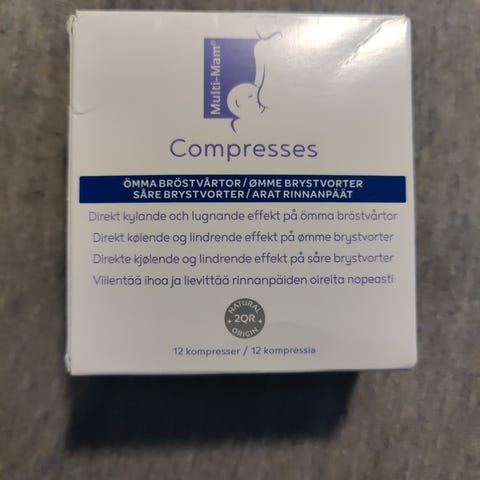 Multi-Mam®
Compresses
ÖMMA BRÖSTVÅRTOR / ØMME BRYSTVORTER
SÅRE BRYSTVORTER / ARAT RINNANPÄÄT
Direkt kylande och lugnande effekt på ömma bröstvårtor
Direkt kølende og lindrende effekt på ømme brystvorter
Direkte kjølende og lindrende effekt på såre brystvorter
Viilentää ihoa ja lievittää rinnanpäiden oireita nopeasti
NATURAL
2QR
ORIGIN
12 kompresser / 12 kompressia